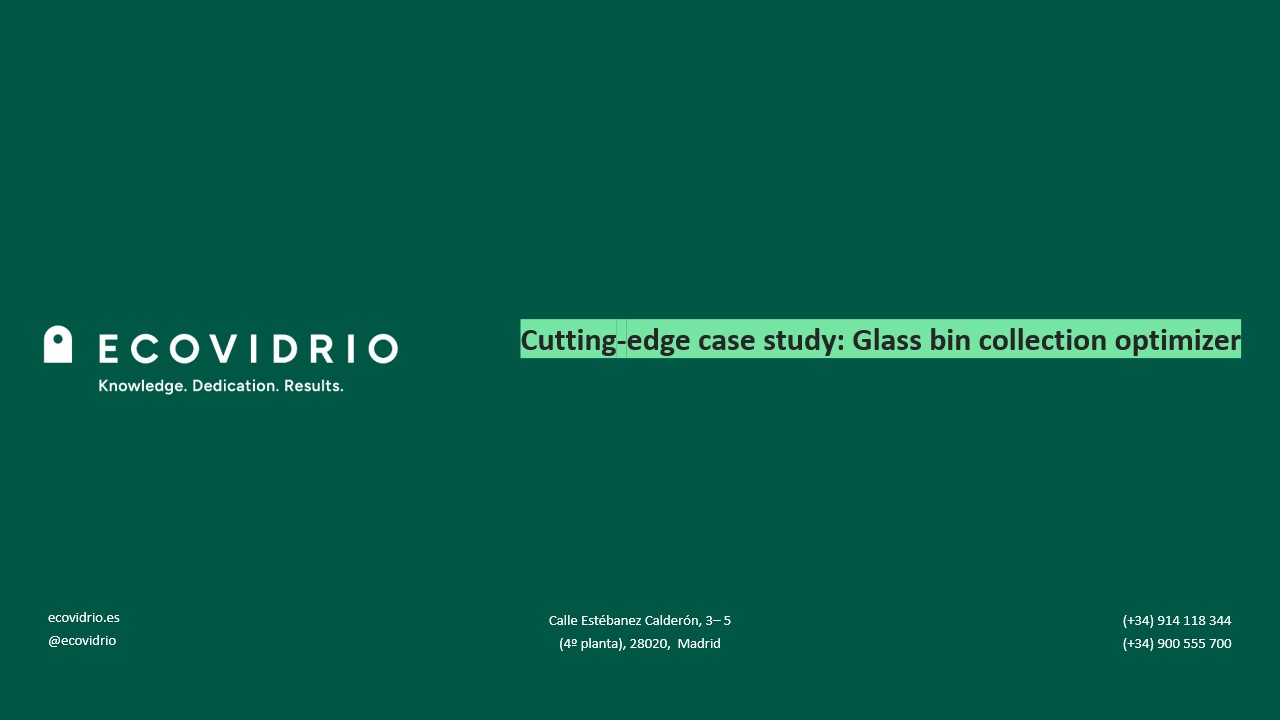 ECOVIDRIO
Knowledge. Dedication. Results.
Cutting-edge case study: Glass bin collection optimizer
ecovidrio.es
@ecovidrio
Calle Estébanez Calderón, 3– 5
(4º planta), 28020, Madrid
(+34) 914 118 344
(+34) 900 555 700